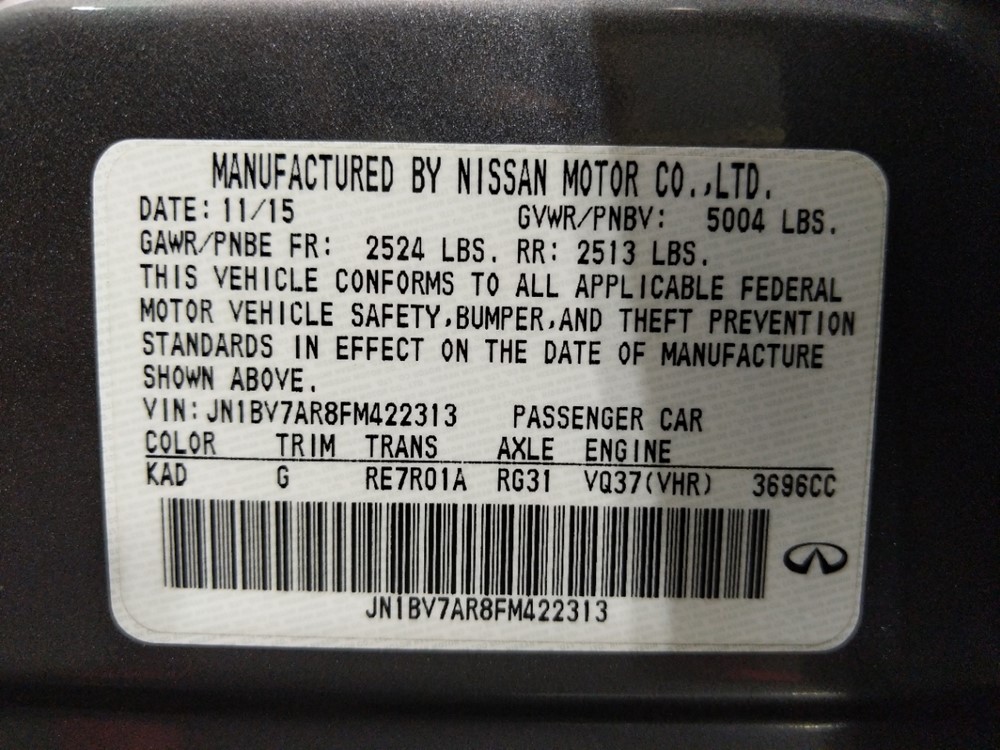 MANUFACTURED BY NISSAN MOTOR CO.,LTD.
DATE: 11/15 GVWR/PNBV: 5004 LBS.
GAWR/PNBE FR: 2524 LBS. RR: 2513 LBS.
THIS VEHICLE CONFORMS TO ALL APPLICABLE FEDERAL
MOTOR VEHICLE SAFETY,BUMPER,AND THEFT PREVENTION
STANDARDS IN EFFECT ON THE DATE OF MANUFACTURE
SHOWN ABOVE.
VIN: JN1BV7AR8FM422313 PASSENGER CAR
COLOR TRIM TRANS AXLE ENGINE
KAD G RE7R01A RG31 VQ37(VHR) 3696CC
JN1BV7AR8FM422313